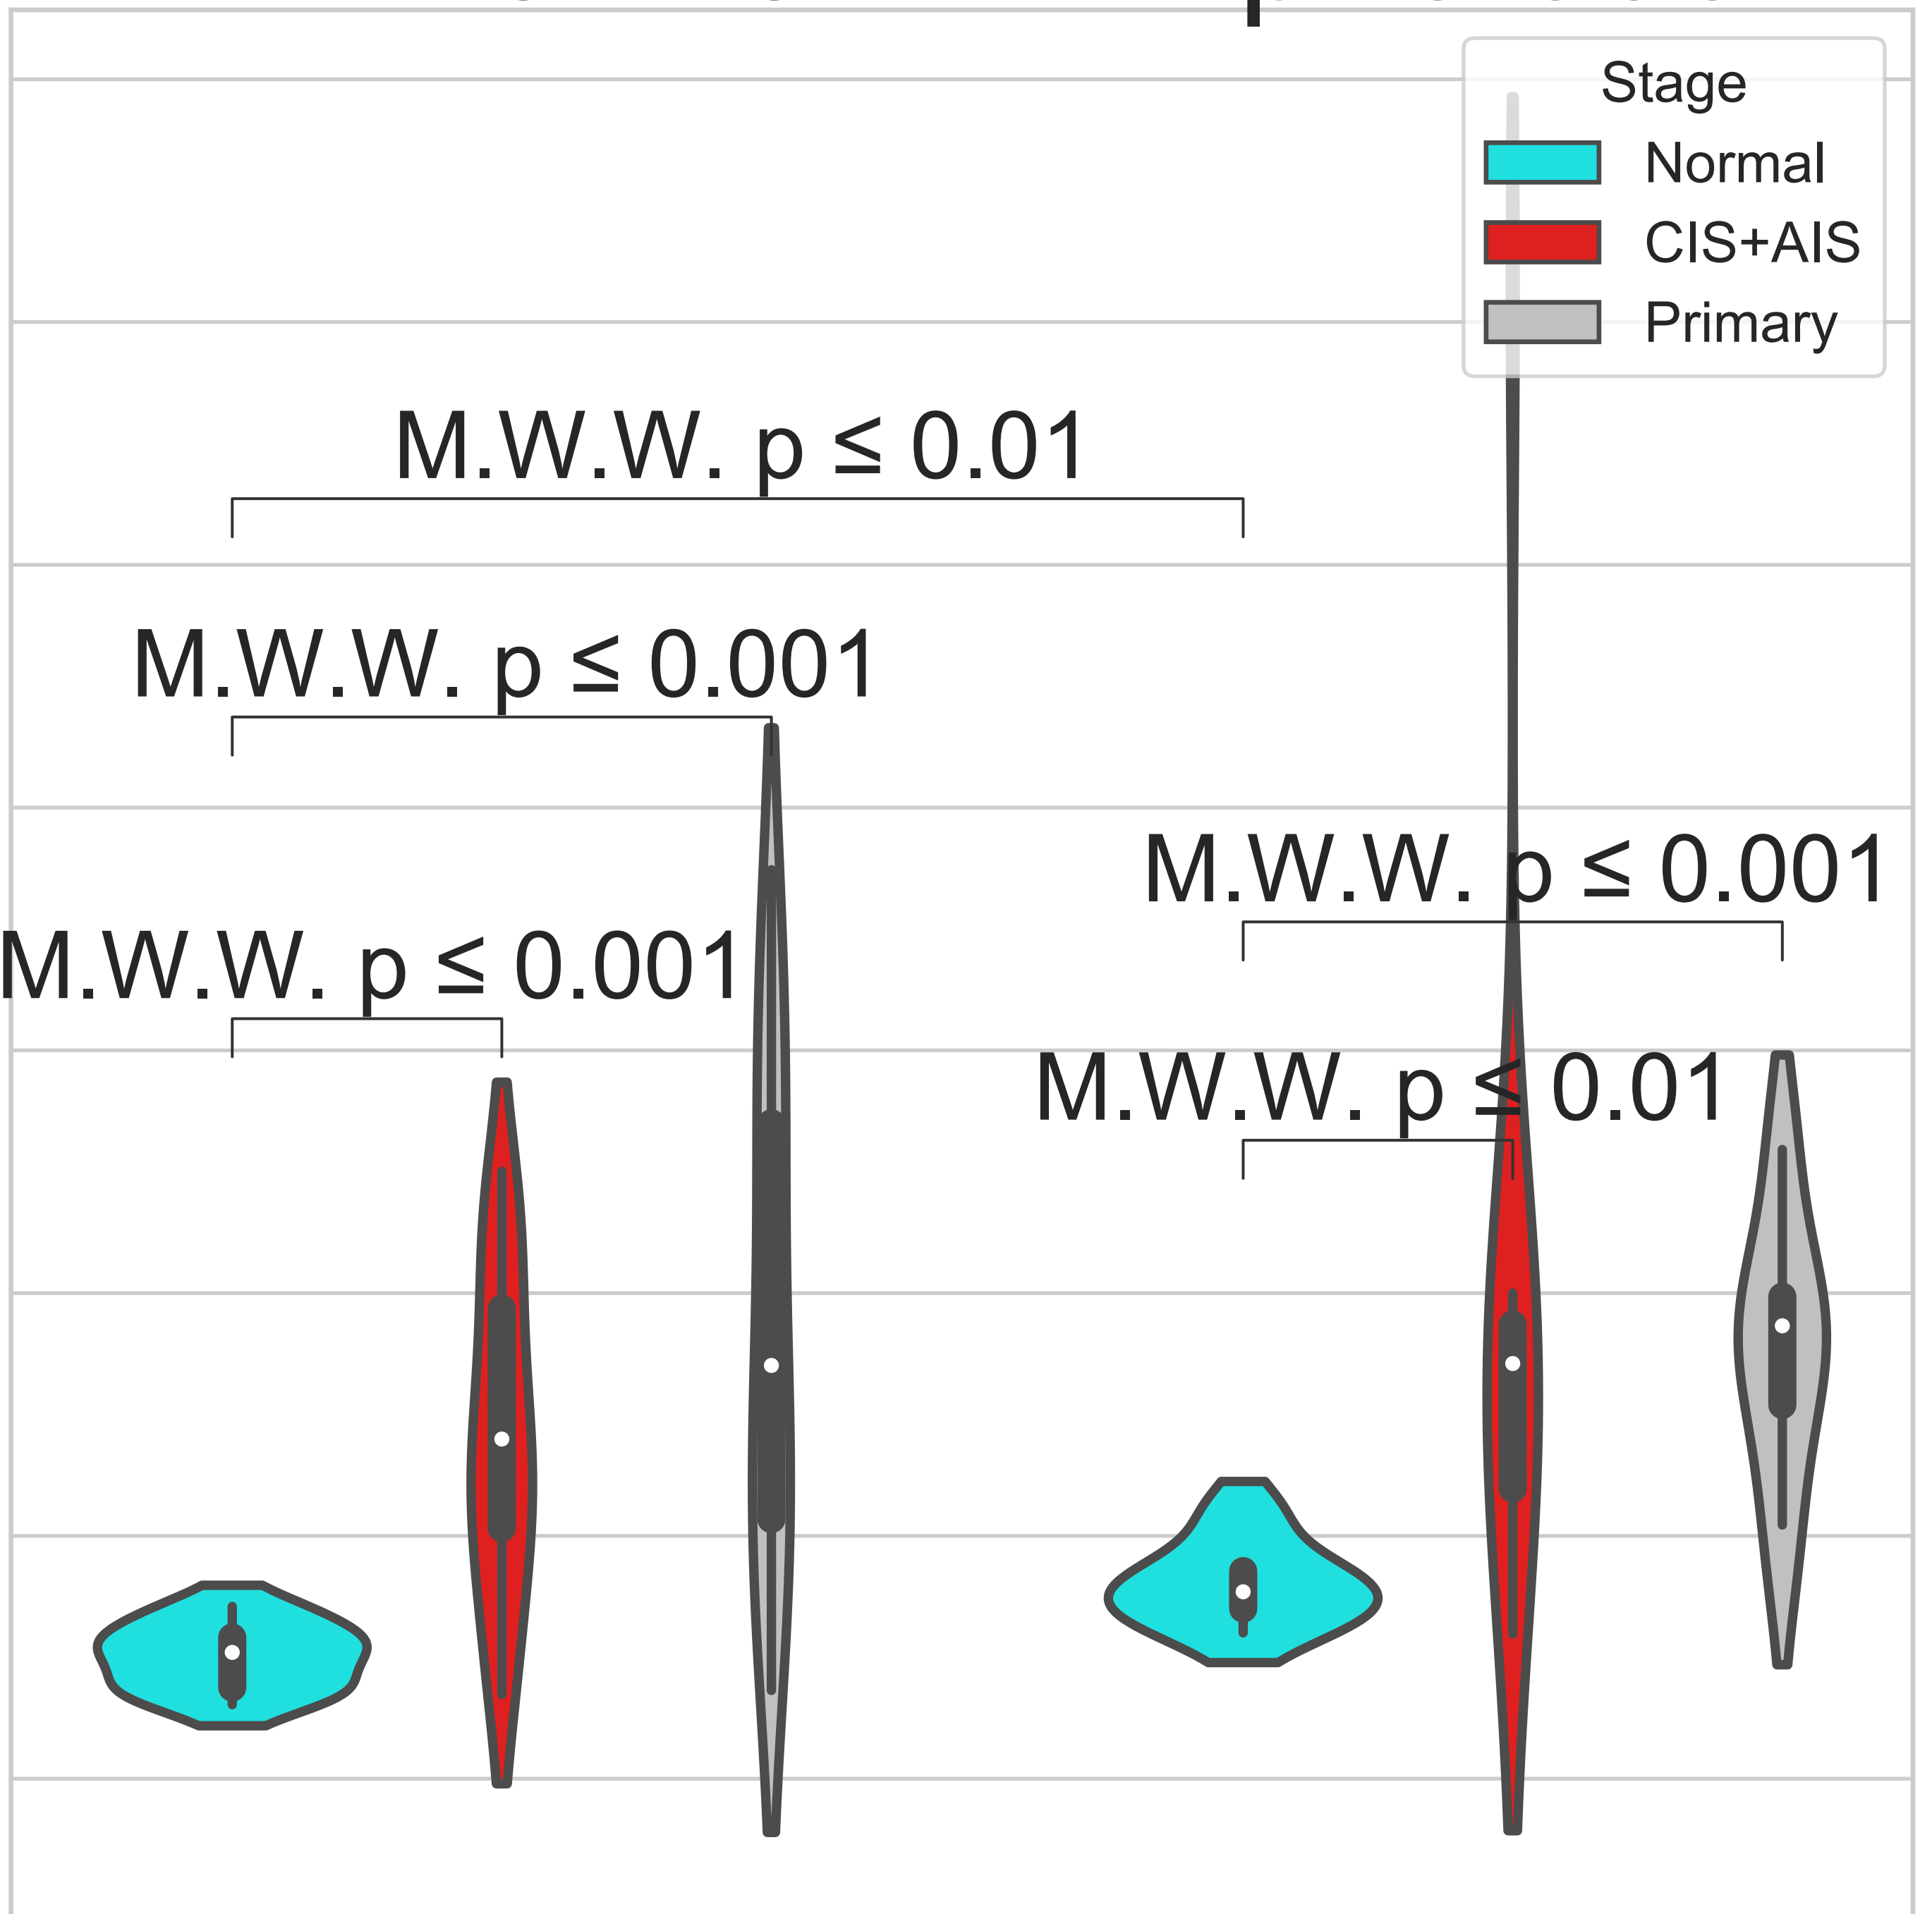 Stage
Normal
CIS+AIS
Primary
M.W.W. p ≤ 0.01
M.W.W. p ≤ 0.001
M.W.W. p ≤ 0.001
M.W.W. p ≤ 0.001
M.W.W. p ≤ 0.01